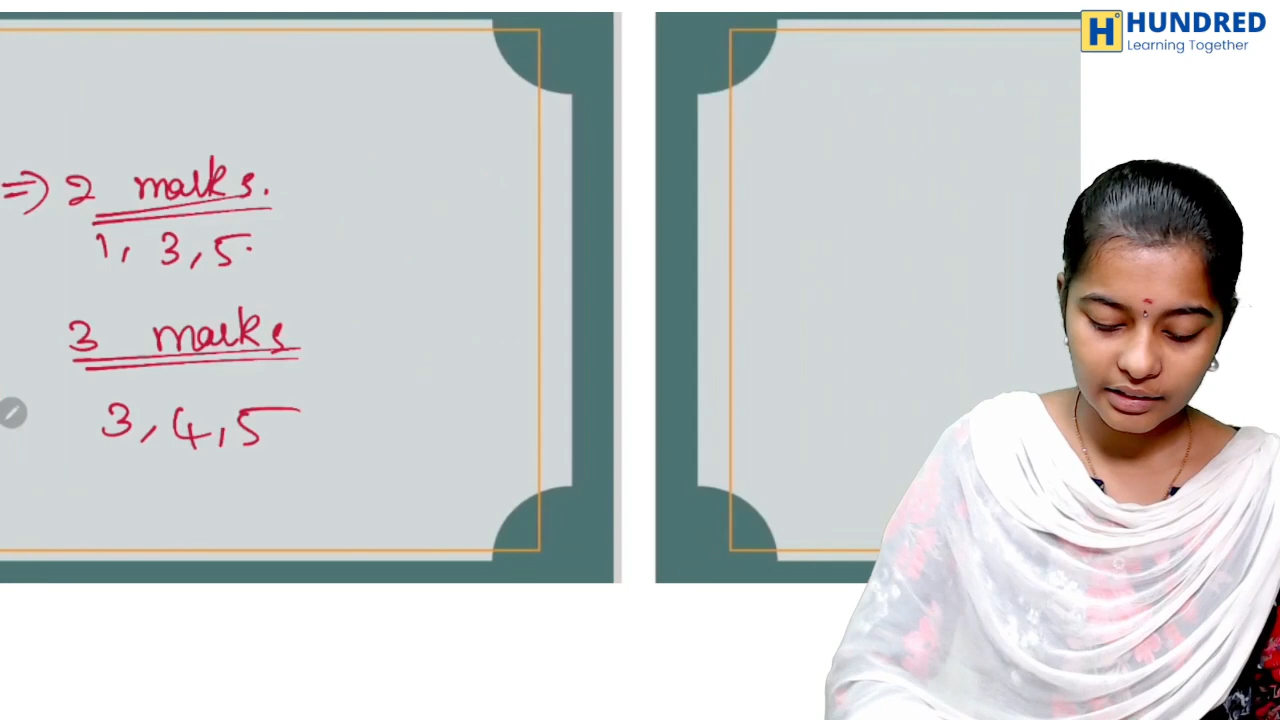 HUNDRED
Learning Together
⇒ 2 marks.
1, 3, 5.
3 marks
3, 4, 5